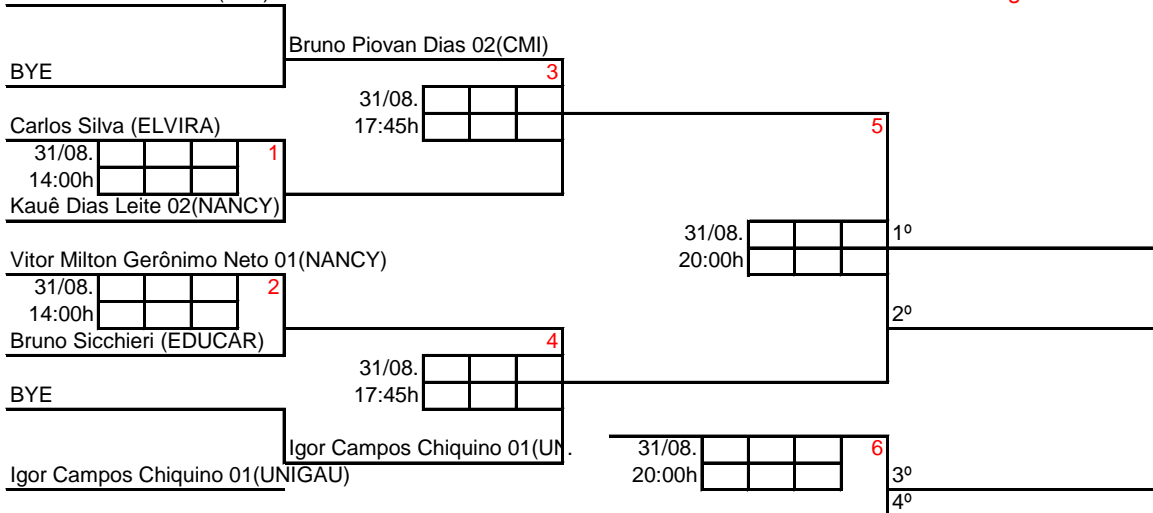 Bruno Piovan Dias 02(CMI)
BYE
3
31/08.
17:45h
Carlos Silva (ELVIRA)
5
31/08.
1
14:00h
Kauê Dias Leite 02(NANCY)
31/08.
1º
20:00h
Vitor Milton Gerônimo Neto 01(NANCY)
31/08.
2
14:00h
2º
Bruno Sicchieri (EDUCAR)
4
31/08.
17:45h
BYE
Igor Campos Chiquino 01(UN.
31/08.
6
20:00h
Igor Campos Chiquino 01(UNIGAU)
3º
4º